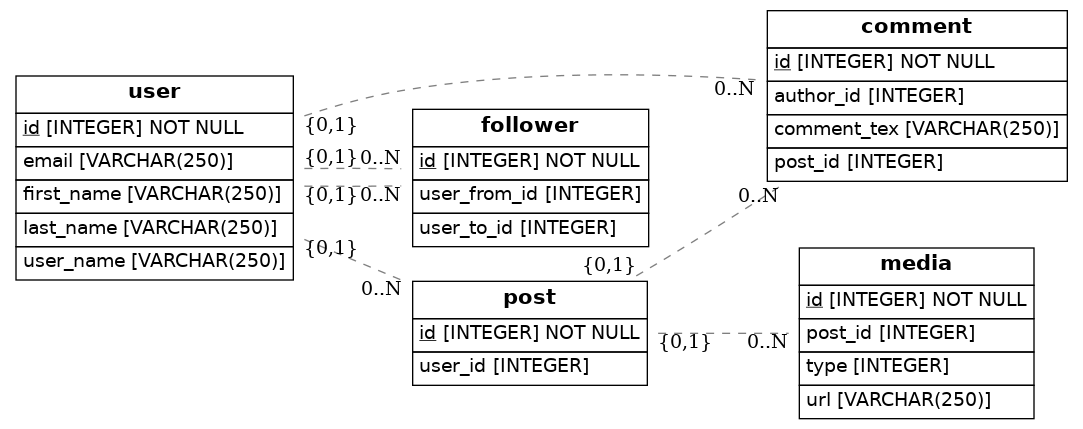 user
id [INTEGER] NOT NULL
email [VARCHAR(250)]
first_name [VARCHAR(250)]
last_name [VARCHAR(250)]
user_name [VARCHAR(250)]
{0,1}
0..N
{0,1}
0..N
{0,1}
0..N
{0,1}
0..N
follower
id [INTEGER] NOT NULL
user_from_id [INTEGER]
user_to_id [INTEGER]
post
id [INTEGER] NOT NULL
user_id [INTEGER]
{0,1}
0..N
{0,1}
0..N
comment
id [INTEGER] NOT NULL
author_id [INTEGER]
comment_tex [VARCHAR(250)]
post_id [INTEGER]
media
id [INTEGER] NOT NULL
post_id [INTEGER]
type [INTEGER]
url [VARCHAR(250)]